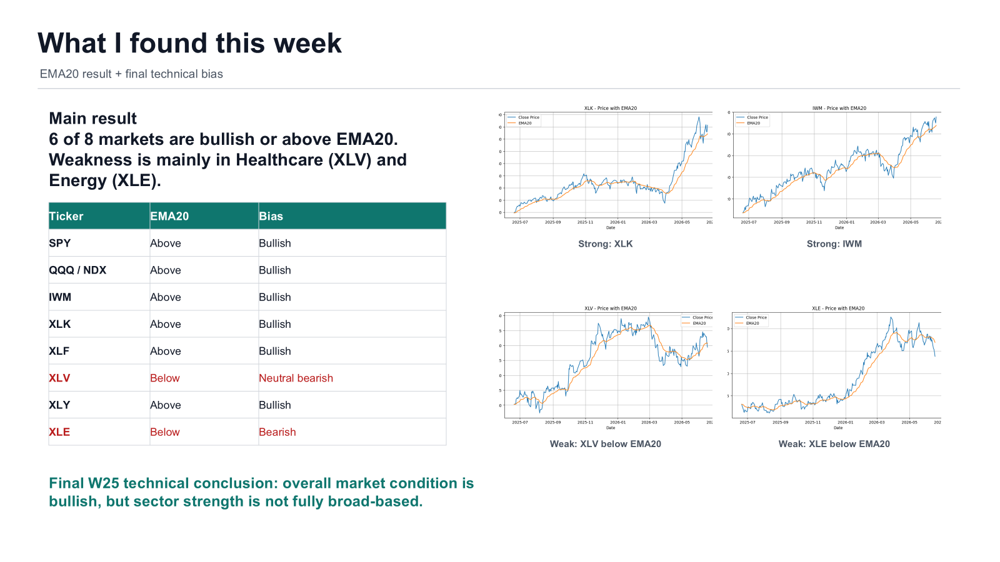 What I found this week
EMA20 result + final technical bias
Main result
6 of 8 markets are bullish or above EMA20.
Weakness is mainly in Healthcare (XLV) and
Energy (XLE).
Ticker EMA20 Bias
SPY Above Bullish
QQQ / NDX Above Bullish
IWM Above Bullish
XLK Above Bullish
XLF Above Bullish
XLV Below Neutral bearish
XLY Above Bullish
XLE Below Bearish
Final W25 technical conclusion: overall market condition is
bullish, but sector strength is not fully broad-based.
XLK - Price with EMA20
Close Price
EMA20
2025-07 2025-09 2025-11 2026-01 2026-03 2026-05 202
Date
Strong: XLK
IWM - Price with EMA20
Close Price
EMA20
2025-07 2025-09 2025-11 2026-01 2026-03 2026-05 202
Date
Strong: IWM
XLV - Price with EMA20
Close Price
EMA20
2025-07 2025-09 2025-11 2026-01 2026-03 2026-05 202
Date
Weak: XLV below EMA20
XLE - Price with EMA20
Close Price
EMA20
2025-07 2025-09 2025-11 2026-01 2026-03 2026-05 202
Date
Weak: XLE below EMA20